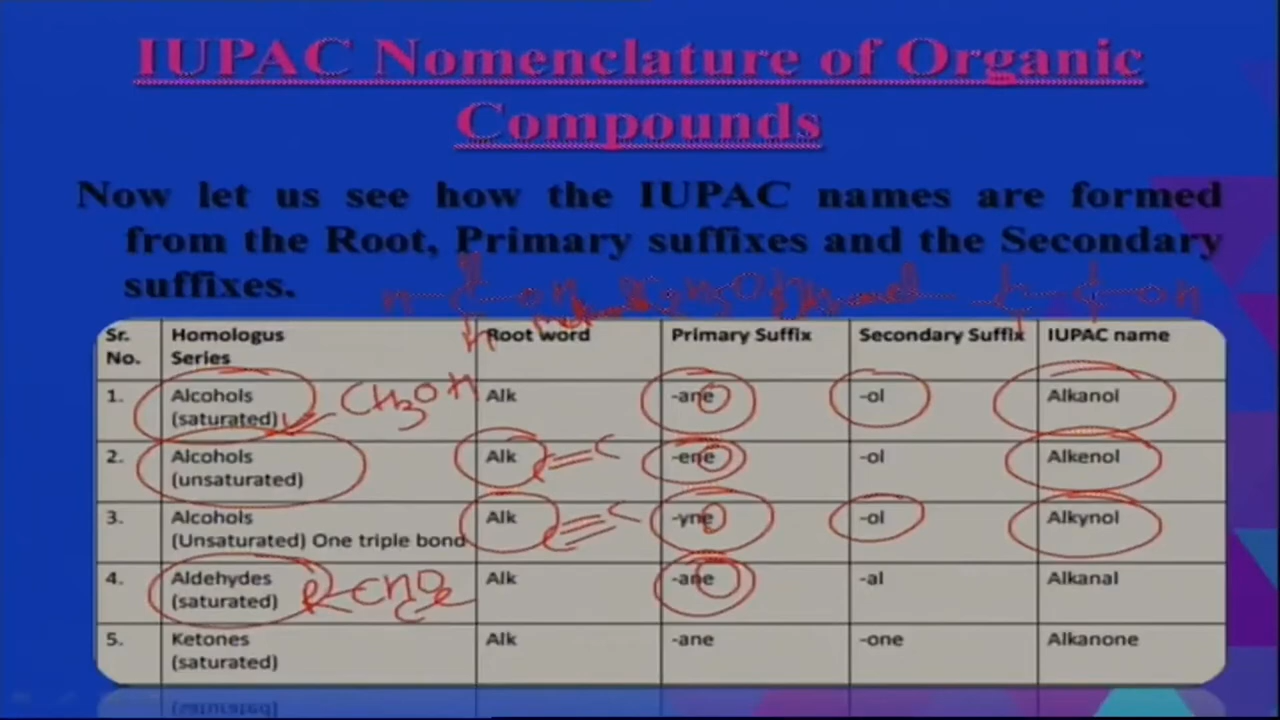 IUPAC Nomenclature of Organic
Compounds
Now let us see how the IUPAC names are formed
from the Root, Primary suffixes and the Secondary
suffixes.
Sr. No. Homologus Series Root word Primary Suffix Secondary Suffix IUPAC name
1. Alcohols (saturated) CH3OH Alk -ane -ol Alkanol
2. Alcohols (unsaturated) Alk -ene -ol Alkenol
3. Alcohols (Unsaturated) One triple bond Alk -yne -ol Alkynol
4. Aldehydes (saturated) Alk -ane -al Alkanal
5. Ketones (saturated) Alk -ane -one Alkanone